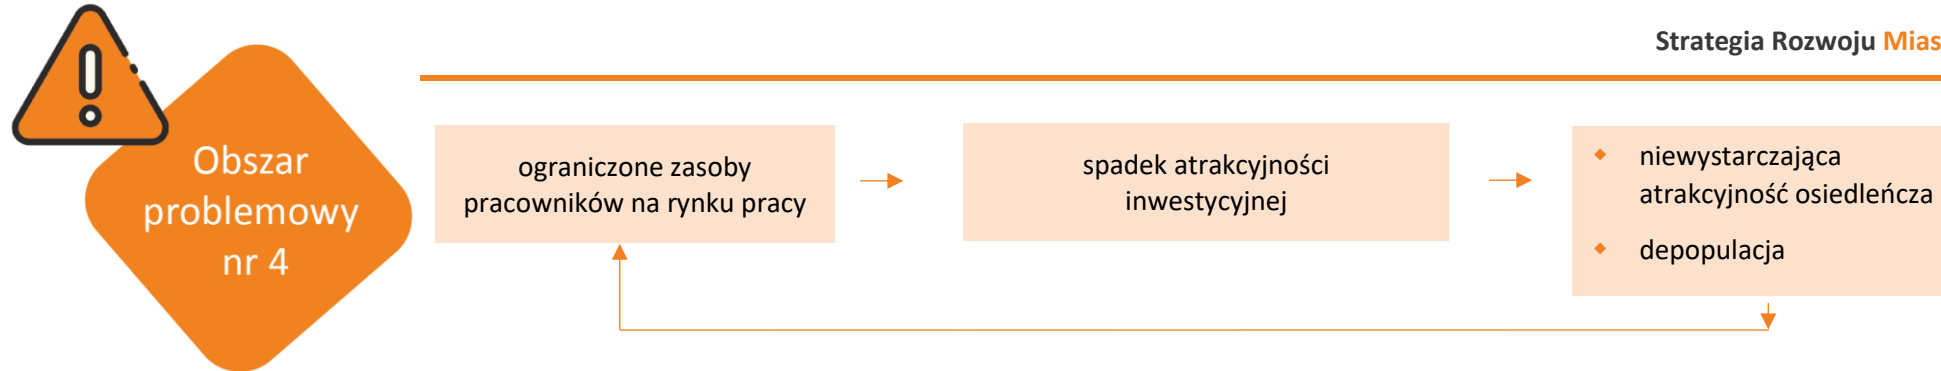 Strategia Rozwoju Mias
Obszar
problemowy
nr 4
ograniczone zasoby
pracowników na rynku pracy
spadek atrakcyjności
inwestycyjnej
niewystarczająca
atrakcyjność osiedleńcza
depopulacja